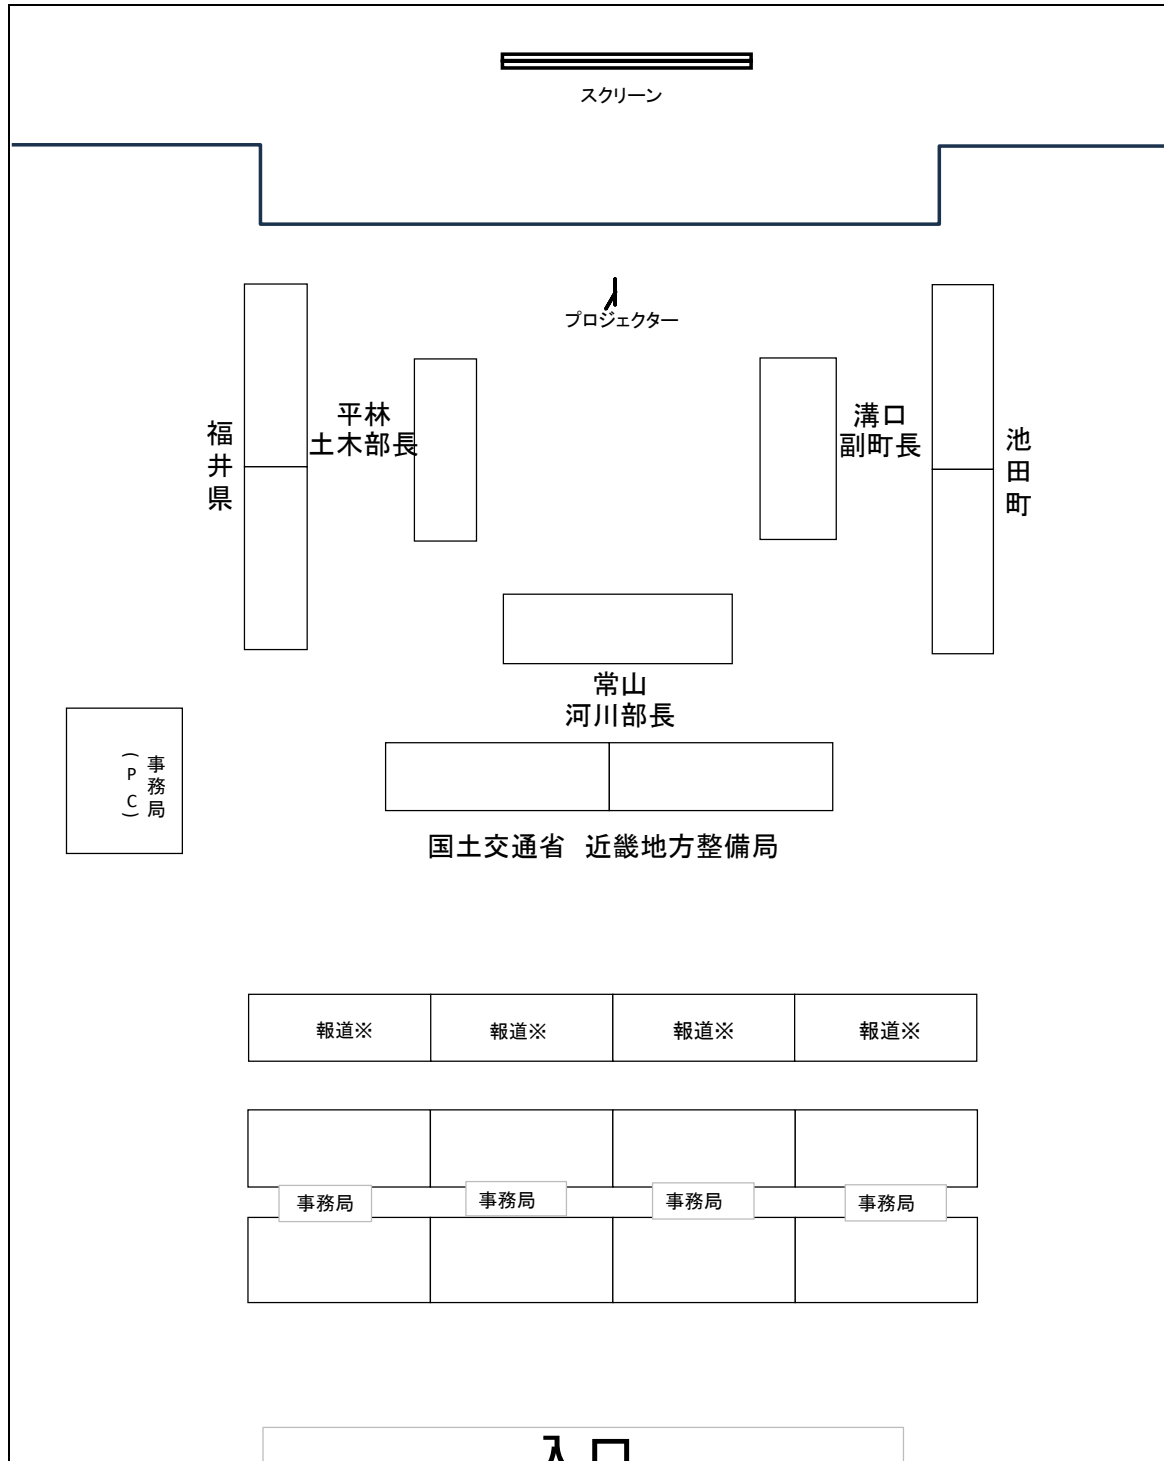 スクリーン
プロジェクター
福井県
平林
土木部長
溝口
副町長
池田町
常山
河川部長
事務局
(PC)
国土交通省 近畿地方整備局
報道※
報道※
報道※
報道※
事務局
事務局
事務局
事務局
入口